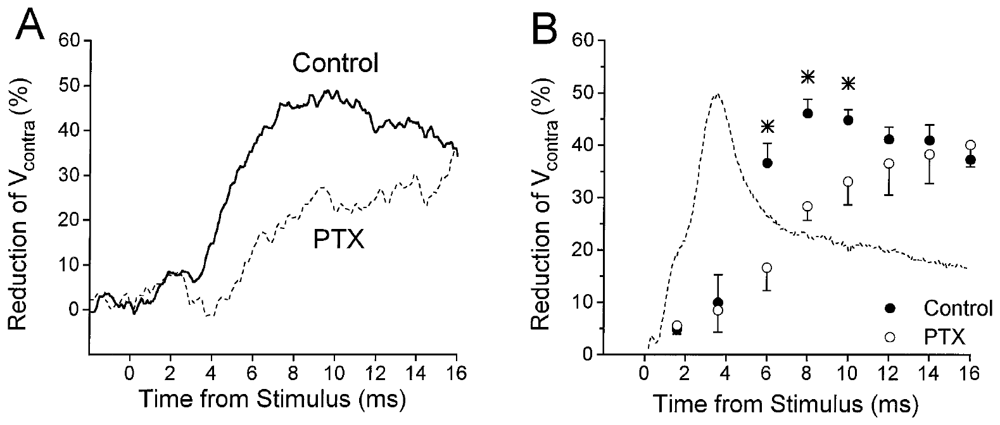 A
60
50
40
30
20
10
0
Reduction of Vcontra (%)
Control
PTX
0 2 4 6 8 10 12 14 16
Time from Stimulus (ms)
B
60
50
40
30
20
10
0
Reduction of Vcontra (%)
Control
PTX
0 2 4 6 8 10 12 14 16
Time from Stimulus (ms)